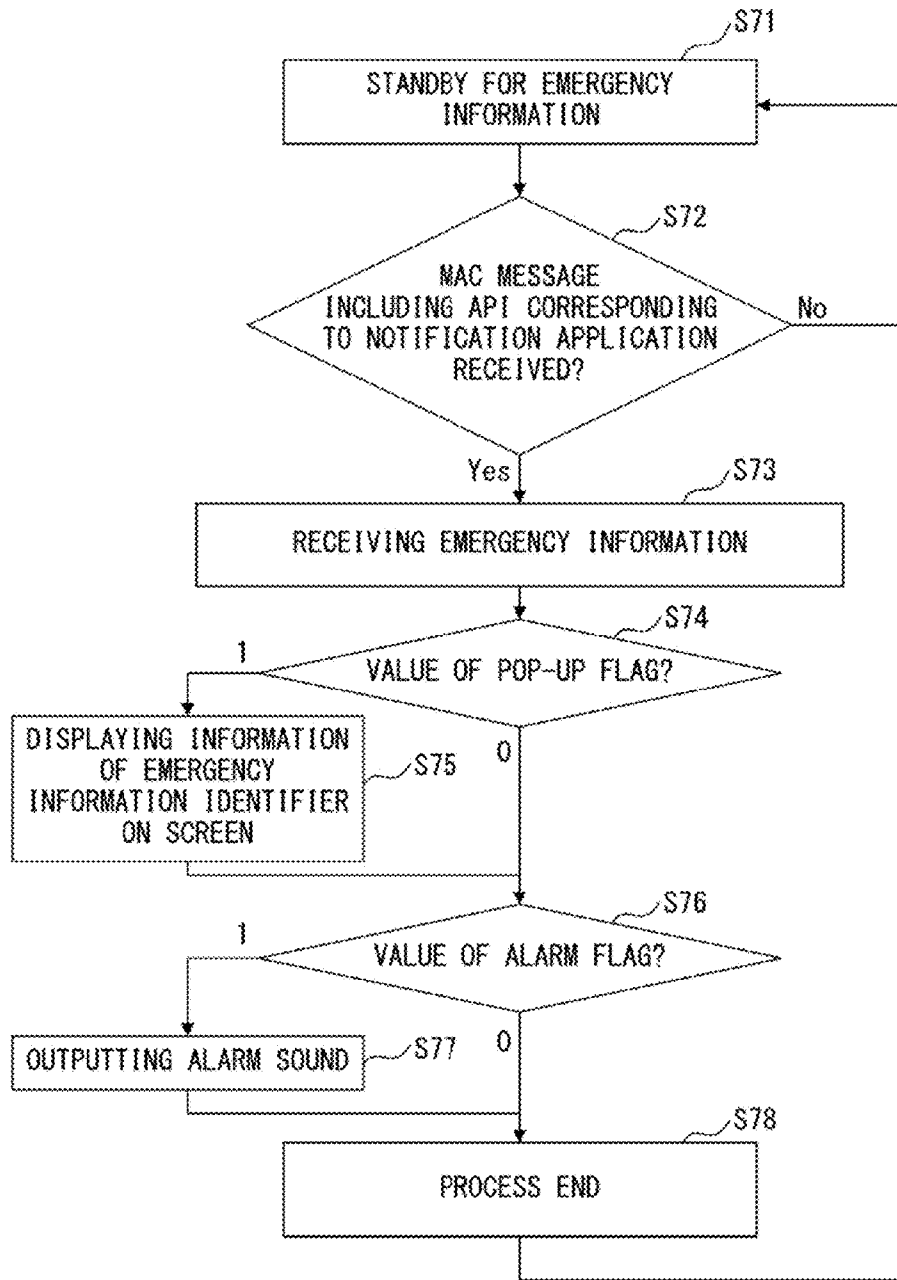 S71
STANDBY FOR EMERGENCY
INFORMATION
S72
MAC MESSAGE
INCLUDING API CORRESPONDING
TO NOTIFICATION APPLICATION
RECEIVED?
No
Yes
S73
RECEIVING EMERGENCY INFORMATION
S74
1
VALUE OF POP-UP FLAG?
0
DISPLAYING INFORMATION
OF EMERGENCY
INFORMATION IDENTIFIER
ON SCREEN
S75
S76
1
VALUE OF ALARM FLAG?
0
OUTPUTTING ALARM SOUND
S77
S78
PROCESS END